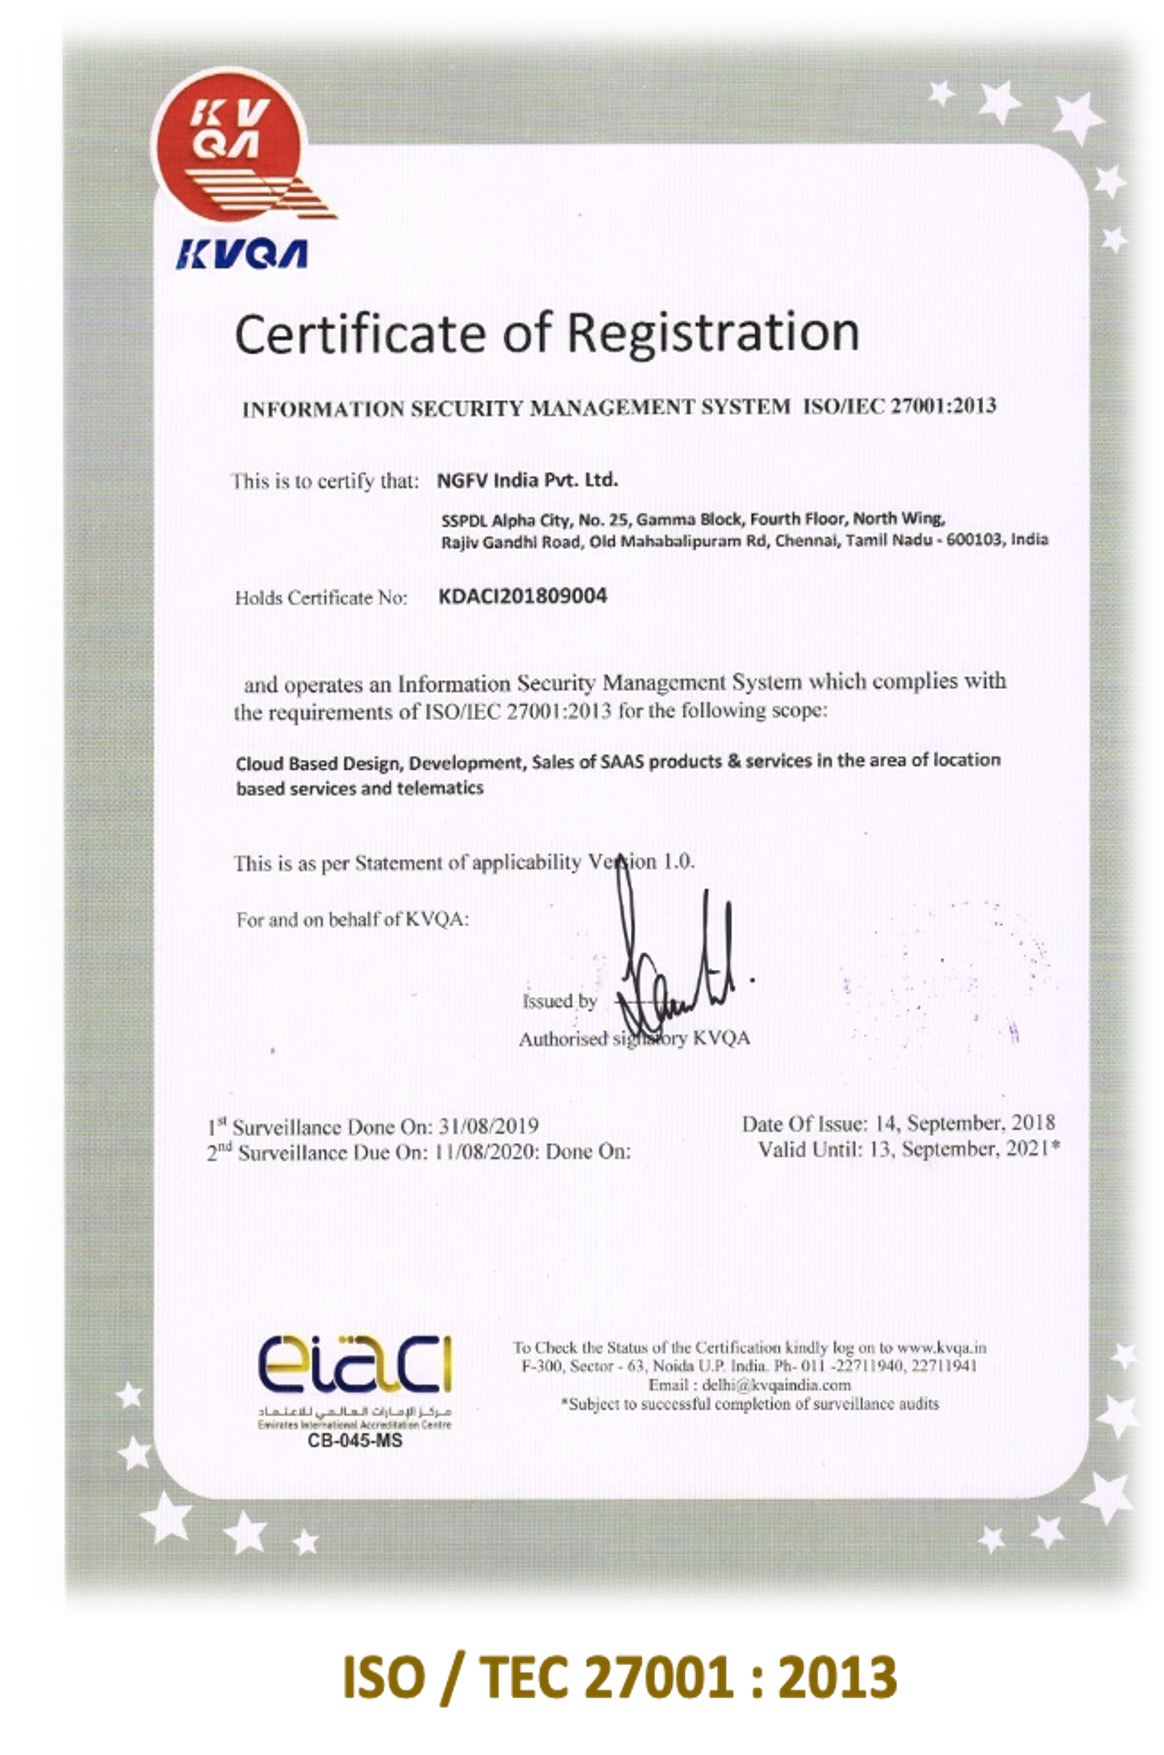 KV
QA
KVQA
Certificate of Registration
INFORMATION SECURITY MANAGEMENT SYSTEM ISO/IEC 27001:2013
This is to certify that: NGFV India Pvt. Ltd.
SSPDL Alpha City, No. 25, Gamma Block, Fourth Floor, North Wing,
Rajiv Gandhi Road, Old Mahabalipuram Rd, Chennai, Tamil Nadu - 600103, India
Holds Certificate No: KDACI201809004
and operates an Information Security Management System which complies with
the requirements of ISO/IEC 27001:2013 for the following scope:
Cloud Based Design, Development, Sales of SAAS products & services in the area of location
based services and telematics
This is as per Statement of applicability Version 1.0.
For and on behalf of KVQA:
Issued by
Authorised signatory KVQA
1st Surveillance Done On: 31/08/2019
2nd Surveillance Due On: 11/08/2020: Done On:
Date Of Issue: 14, September, 2018
Valid Until: 13, September, 2021*
eiaci
مركز الإمارات العالمي للاعتماد
Emirates International Accreditation Centre
CB-045-MS
To Check the Status of the Certification kindly log on to www.kvqa.in
F-300, Sector - 63, Noida U.P. India. Ph- 011 -22711940, 22711941
Email : delhi@kvqaindia.com
*Subject to successful completion of surveillance audits
ISO / TEC 27001 : 2013